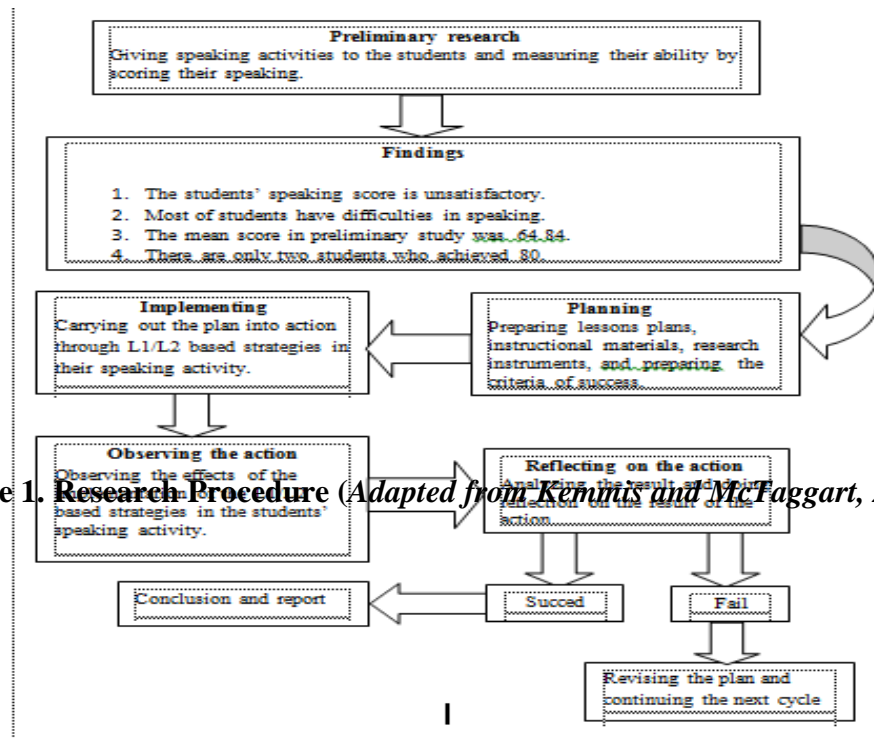 Preliminary research
Giving speaking activities to the students and measuring their ability by
scoring their speaking.
Findings
1. The students' speaking score is unsatisfactory.
2. Most of students have difficulties in speaking.
3. The mean score in preliminary study was 64.84.
4. There are only two students who achieved 80.
Planning
Preparing lessons plans,
instructional materials, research
instruments, and preparing the
criteria of success.
Implementing
Carrying out the plan into action
through L1/L2 based strategies in
their speaking activity.
Observing the action
Observing the effects of the
based strategies in the students'
speaking activity.
Reflecting on the action
Analyzing the result and doing
reflection on the result of the
action
e 1. Research Procedure (Adapted from Kemmis and McTaggart,
Succed
Fail
Conclusion and report
Revising the plan and
continuing the next cycle